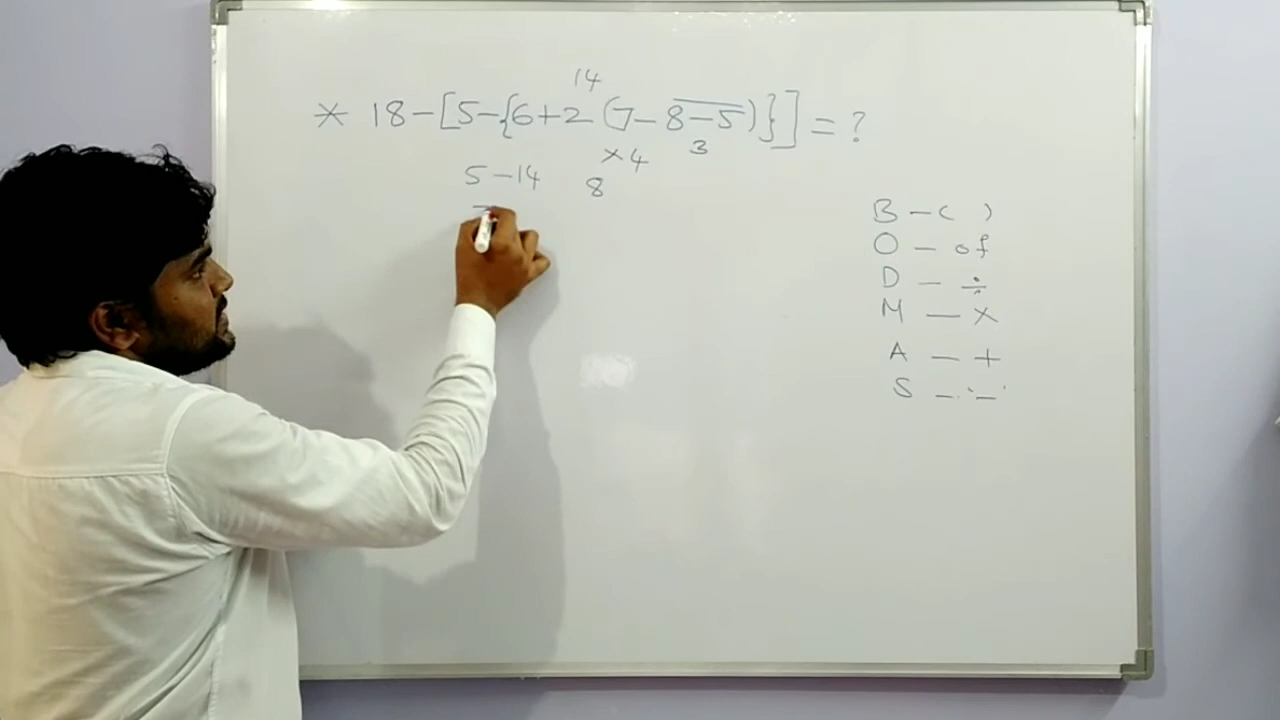 14
* 18-[5-{6+2(7-8-5)}] = ?
×4 3
5-14 8
B - ( )
O - of
D - ÷
M - ×
A - +
S - '-'